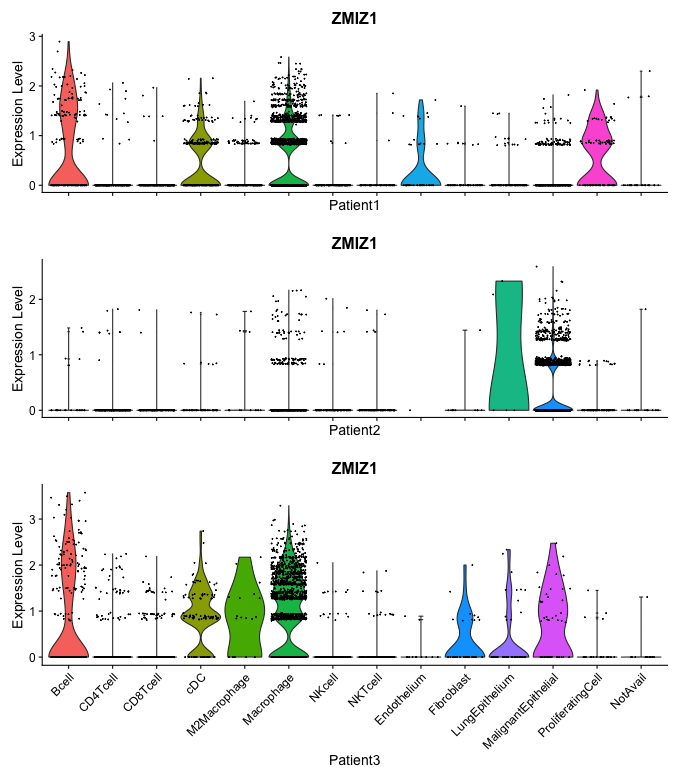 ZMIZ1
Expression Level
3
2
1
0
Patient1
ZMIZ1
Expression Level
2
1
0
Patient2
ZMIZ1
Expression Level
3
2
1
0
Bcell
CD4Tcell
CD8Tcell
cDC
M2Macrophage
Macrophage
NKcell
NKTcell
Endothelium
Fibroblast
LungEpithelium
MalignantEpithelial
ProliferatingCell
NotAvail
Patient3